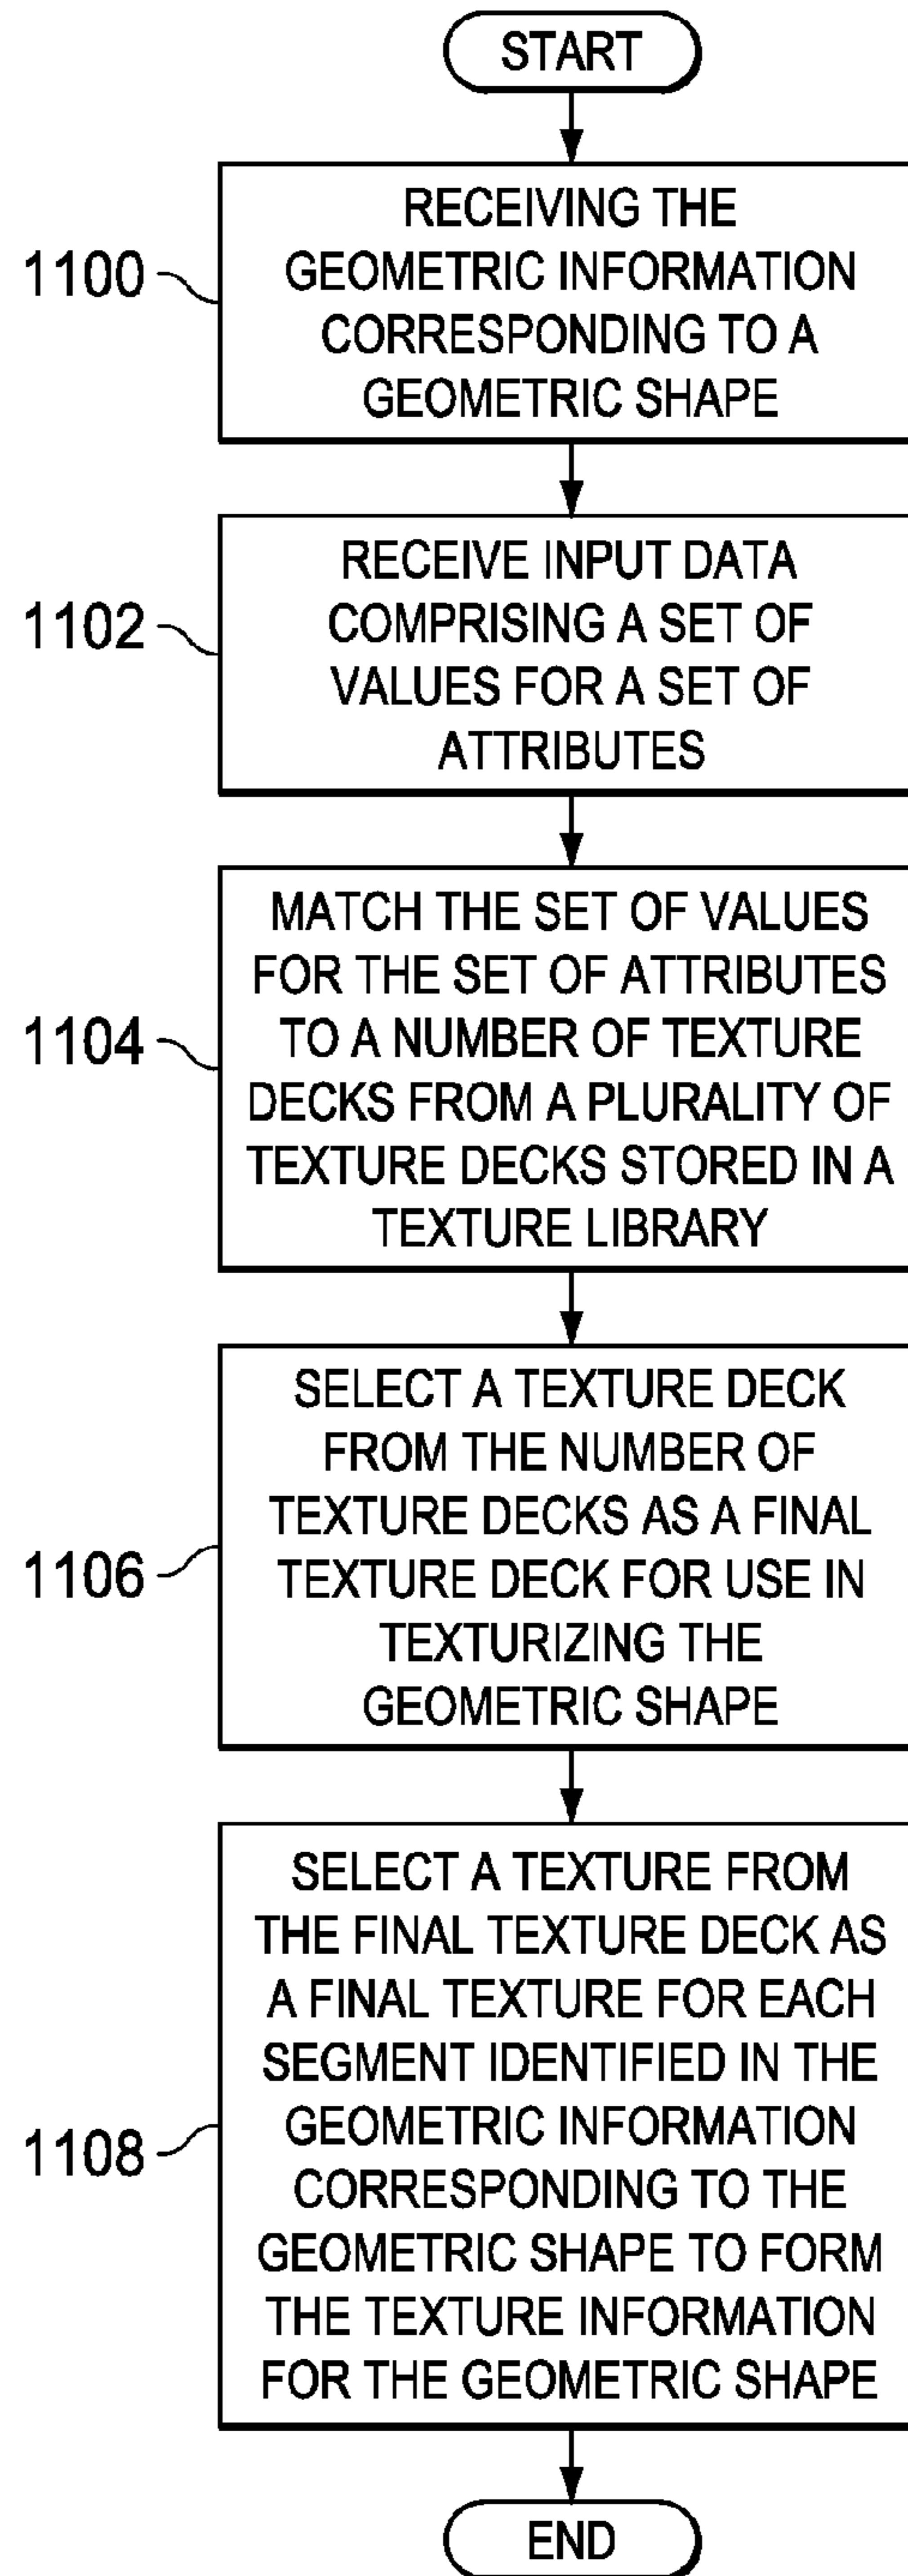 START
1100
RECEIVING THE
GEOMETRIC INFORMATION
CORRESPONDING TO A
GEOMETRIC SHAPE
1102
RECEIVE INPUT DATA
COMPRISING A SET OF
VALUES FOR A SET OF
ATTRIBUTES
1104
MATCH THE SET OF VALUES
FOR THE SET OF ATTRIBUTES
TO A NUMBER OF TEXTURE
DECKS FROM A PLURALITY OF
TEXTURE DECKS STORED IN A
TEXTURE LIBRARY
1106
SELECT A TEXTURE DECK
FROM THE NUMBER OF
TEXTURE DECKS AS A FINAL
TEXTURE DECK FOR USE IN
TEXTURIZING THE
GEOMETRIC SHAPE
1108
SELECT A TEXTURE FROM
THE FINAL TEXTURE DECK AS
A FINAL TEXTURE FOR EACH
SEGMENT IDENTIFIED IN THE
GEOMETRIC INFORMATION
CORRESPONDING TO THE
GEOMETRIC SHAPE TO FORM
THE TEXTURE INFORMATION
FOR THE GEOMETRIC SHAPE
END